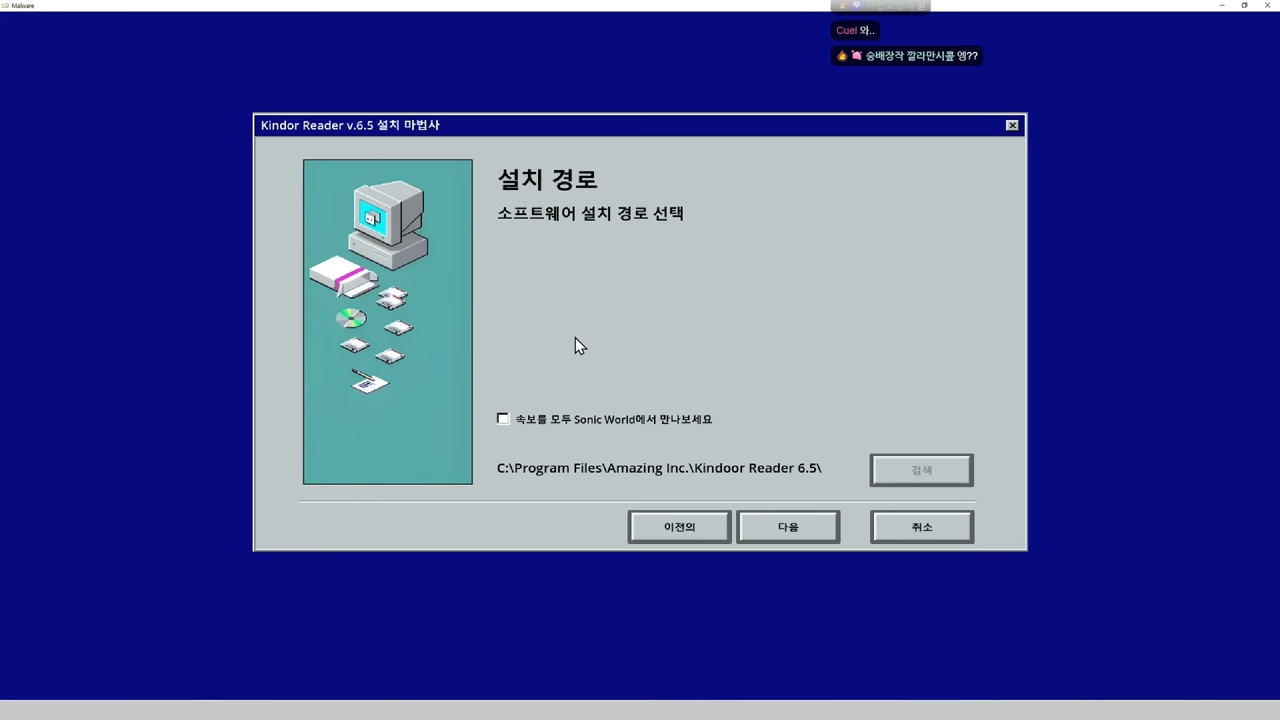 Malware
Cuel 와..
숭배장작 깔라만시콬 엥??
Kindor Reader v.6.5 설치 마법사
설치 경로
소프트웨어 설치 경로 선택
속보를 모두 Sonic World에서 만나보세요
C:\Program Files\Amazing Inc.\Kindoor Reader 6.5\
검색
이전의
다음
취소